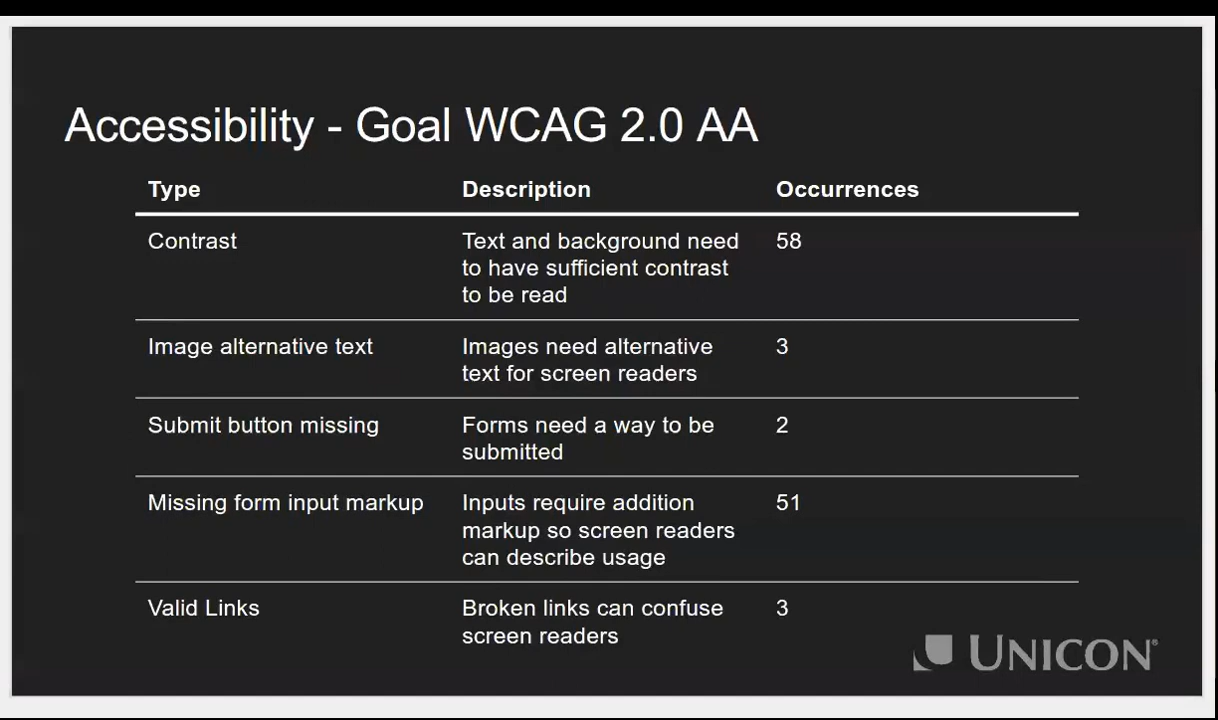 Accessibility - Goal WCAG 2.0 AA
Type Description Occurrences
Contrast Text and background need 58
to have sufficient contrast
to be read
Image alternative text Images need alternative 3
text for screen readers
Submit button missing Forms need a way to be 2
submitted
Missing form input markup Inputs require addition 51
markup so screen readers
can describe usage
Valid Links Broken links can confuse 3
screen readers
UNICON®